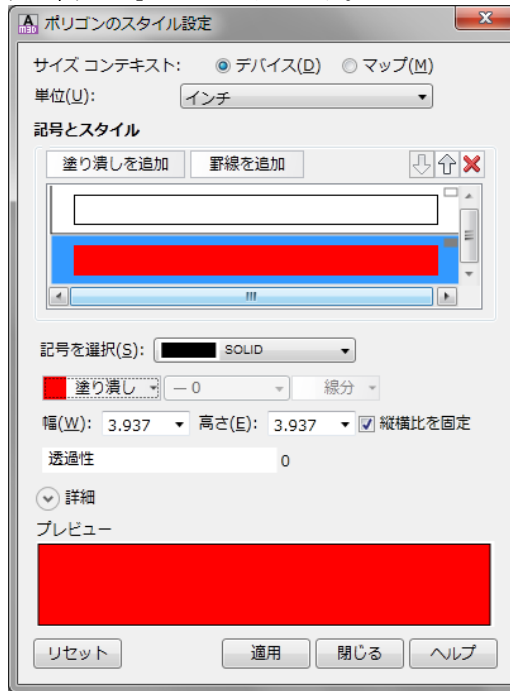 ポリゴンのスタイル設定
サイズ コンテキスト: デバイス(D) マップ(M)
単位(U): インチ
記号とスタイル
塗り潰しを追加 罫線を追加
記号を選択(S): SOLID
塗り潰し 0 線分
幅(W): 3.937 高さ(E): 3.937 縦横比を固定
透過性 0
詳細
プレビュー
リセット 適用 閉じる ヘルプ